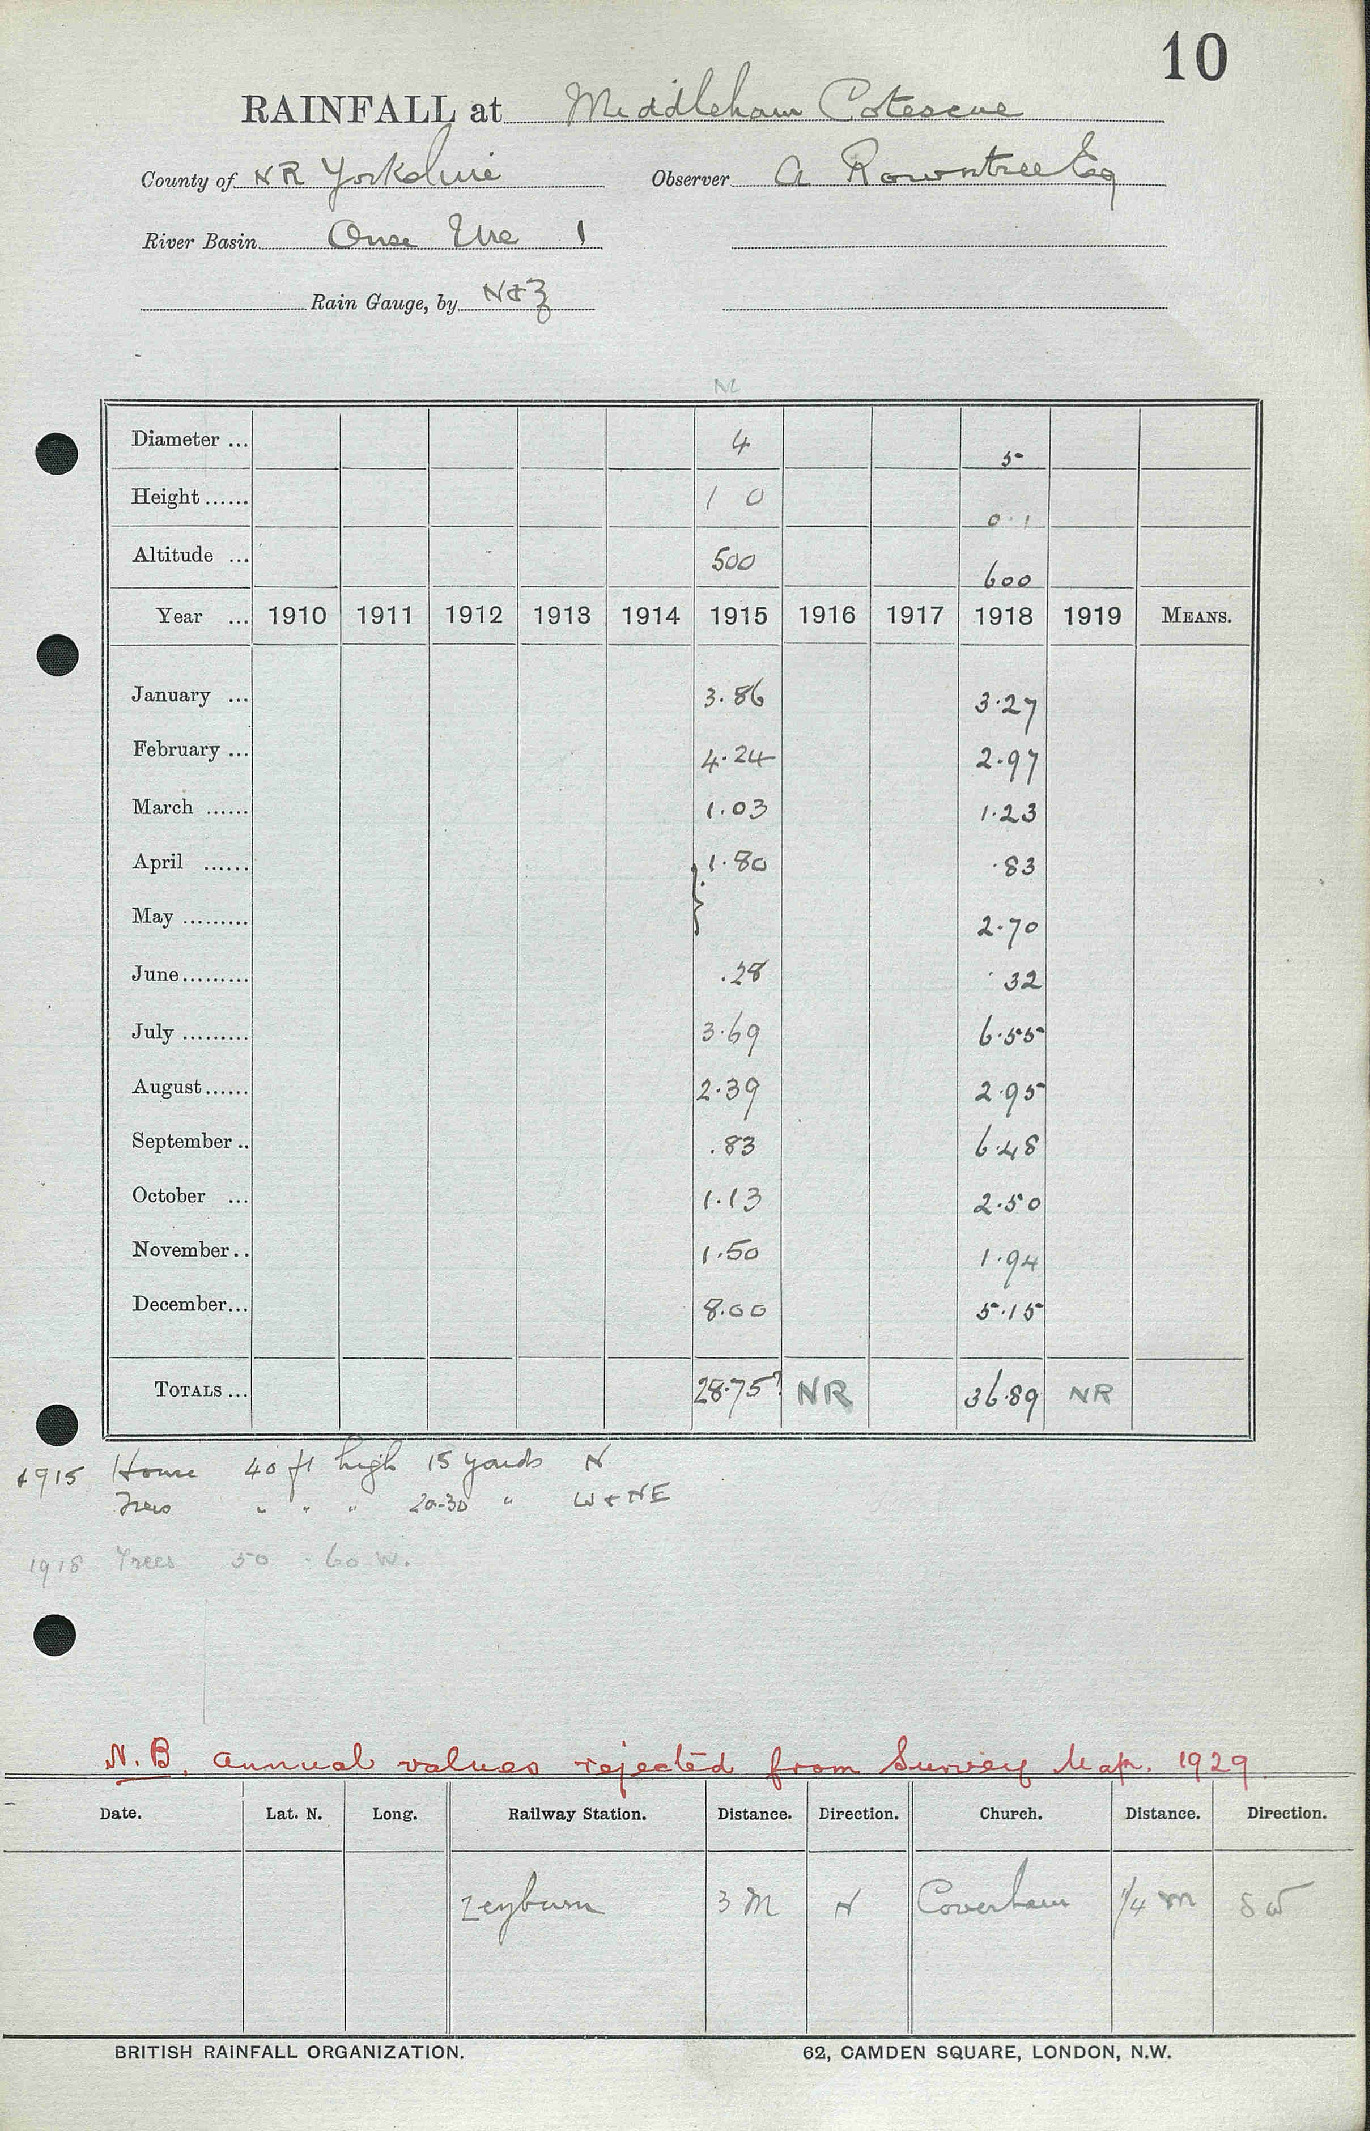 10
RAINFALL at Middleham Cotescue
County of NR Yorkshire Observer A Rowntree Esq
River Basin Ouse Ure 1
Rain Gauge, by N&Z
Diameter ... 4 5
Height ...... 1 0 0.1
Altitude ... 500 600
Year ... 1910 1911 1912 1913 1914 1915 1916 1917 1918 1919 MEANS.
January ... 3.86 3.27
February ... 4.24 2.97
March ...... 1.03 1.23
April ...... 1.80 .83
May ......... 2.70
June ......... .28 .32
July ......... 3.69 6.55
August ...... 2.39 2.95
September .. .83 6.48
October ... 1.13 2.50
November .. 1.50 1.94
December ... 8.00 5.15
TOTALS ... 28.75? NR 36.89 NR
1915 House 40 ft high 15 yards N
Trees " " " 20-30 " W & NE
1918 Trees 50 - 60 W.
N.B. Annual values rejected from Survey Map. 1929
Date. Lat. N. Long. Railway Station. Distance. Direction. Church. Distance. Direction.
Leyburn 3 M N Coverham 1/4 m SW
BRITISH RAINFALL ORGANIZATION. 62, CAMDEN SQUARE, LONDON, N.W.